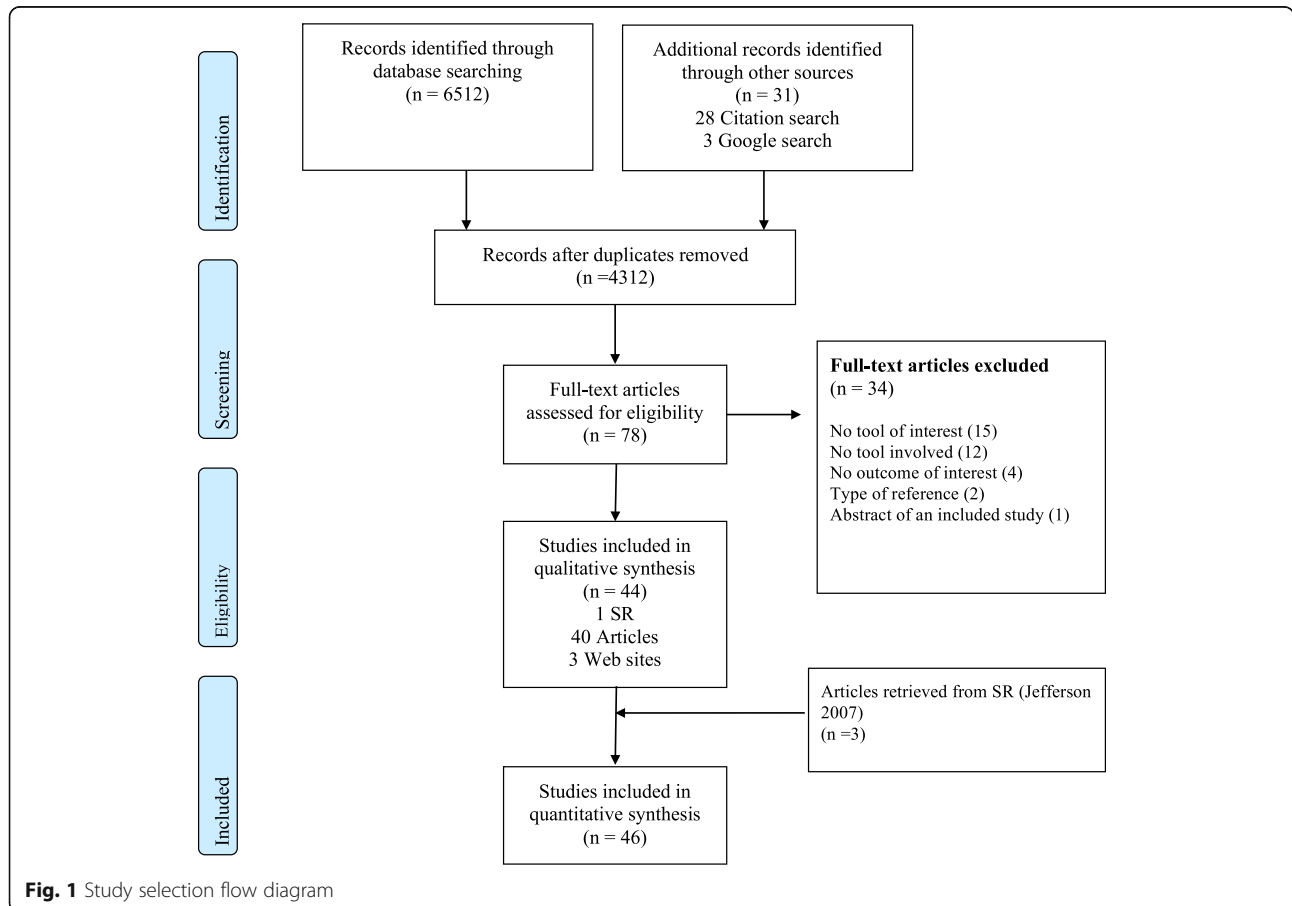 Identification
Records identified through
database searching
(n = 6512)
Additional records identified
through other sources
(n = 31)
28 Citation search
3 Google search
Records after duplicates removed
(n =4312)
Screening
Full-text articles
assessed for eligibility
(n = 78)
Full-text articles excluded
(n = 34)
No tool of interest (15)
No tool involved (12)
No outcome of interest (4)
Type of reference (2)
Abstract of an included study (1)
Eligibility
Studies included in
qualitative synthesis
(n = 44)
1 SR
40 Articles
3 Web sites
Articles retrieved from SR (Jefferson
2007)
(n =3)
Included
Studies included in
quantitative synthesis
(n = 46)
Fig. 1 Study selection flow diagram